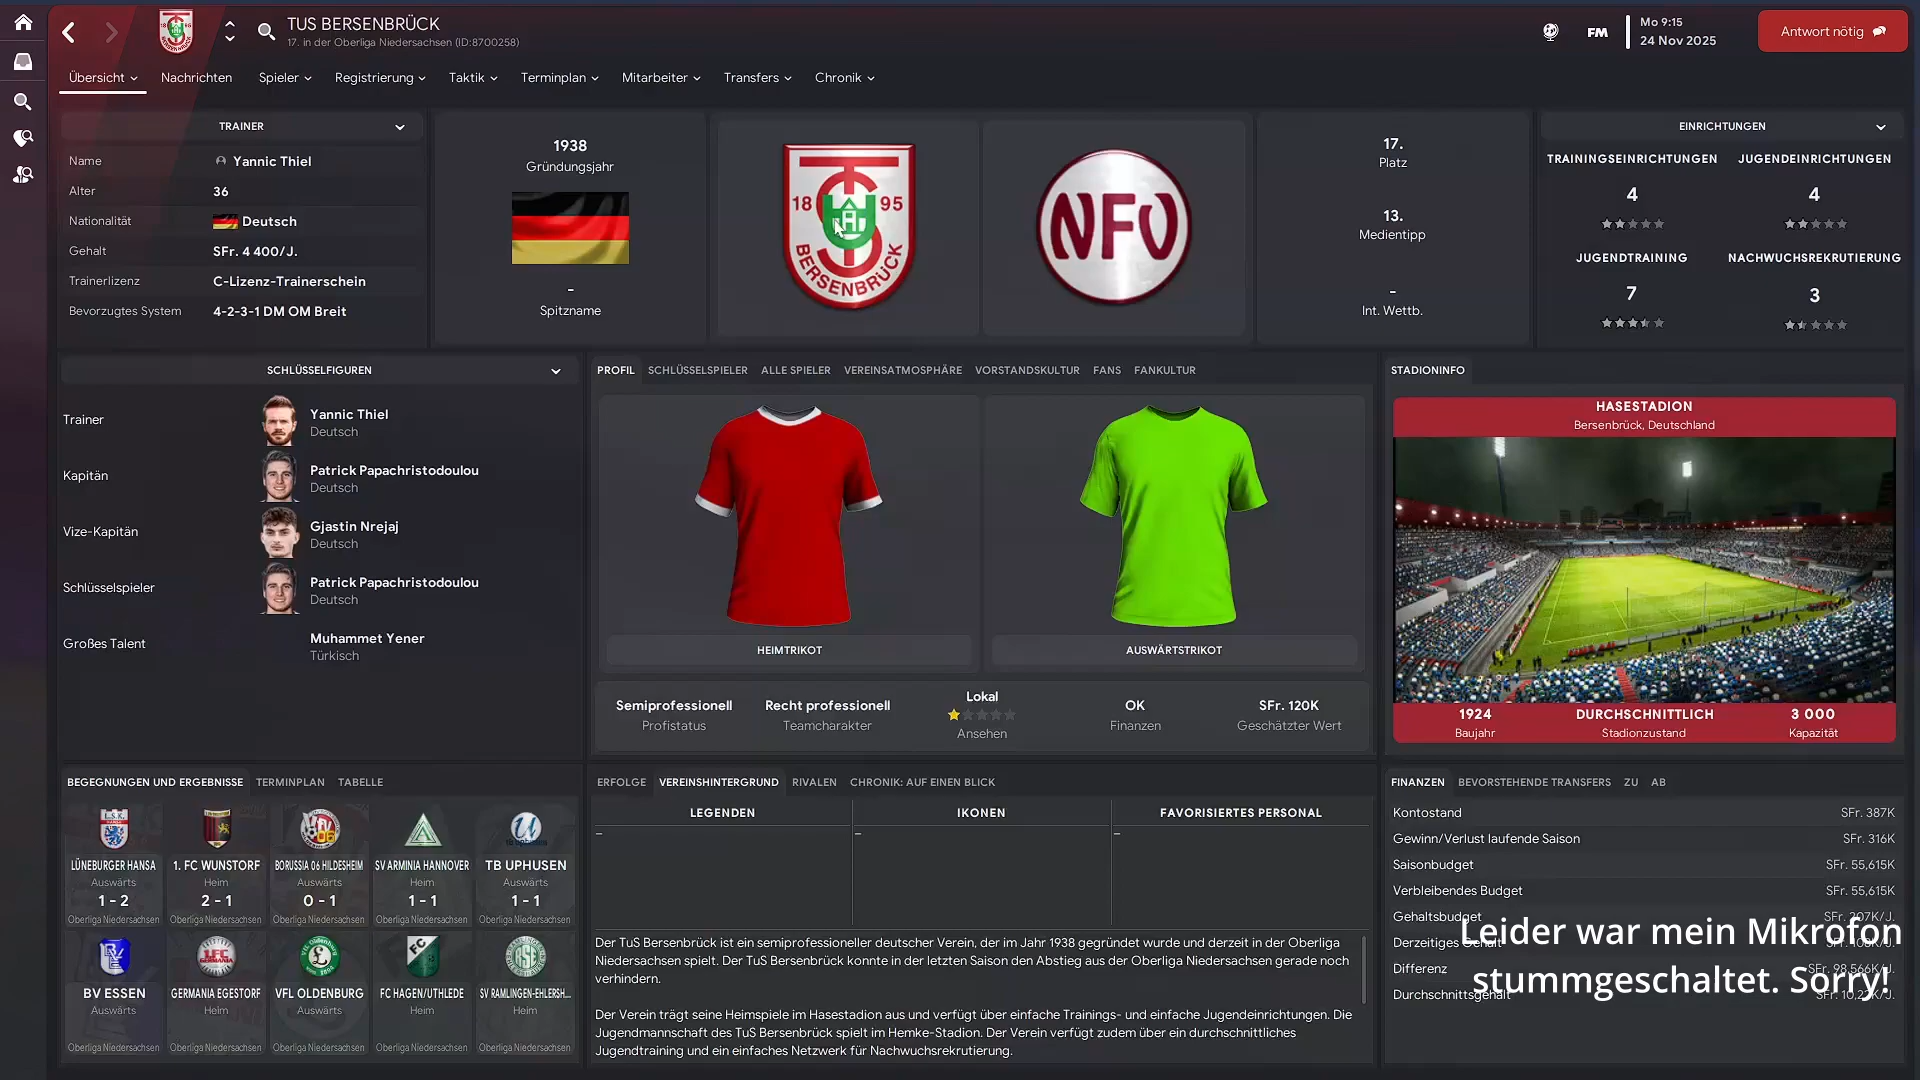 TUS BERSENBRÜCK
17. in der Oberliga Niedersachsen (ID:8700258)
FM
Mo 9:15
24 Nov 2025
Antwort nötig
Übersicht
Nachrichten
Spieler
Registrierung
Taktik
Terminplan
Mitarbeiter
Transfers
Chronik
TRAINER
Name Yannic Thiel
Alter 36
Nationalität Deutsch
Gehalt SFr. 4 400/J.
Trainerlizenz C-Lizenz-Trainerschein
Bevorzugtes System 4-2-3-1 DM OM Breit
1938
Gründungsjahr
-
Spitzname
18 95
BERSENBRÜCK
NFV
17.
Platz
13.
Medientipp
-
Int. Wettb.
EINRICHTUNGEN
TRAININGSEINRICHTUNGEN JUGENDEINRICHTUNGEN
4 4
JUGENDTRAINING NACHWUCHSREKRUTIERUNG
7 3
SCHLÜSSELFIGUREN
Trainer Yannic Thiel
Deutsch
Kapitän Patrick Papachristodoulou
Deutsch
Vize-Kapitän Gjastin Nrejaj
Deutsch
Schlüsselspieler Patrick Papachristodoulou
Deutsch
Großes Talent Muhammet Yener
Türkisch
PROFIL SCHLÜSSELSPIELER ALLE SPIELER VEREINSATMOSPHÄRE VORSTANDSKULTUR FANS FANKULTUR
HEIMTRIKOT
AUSWÄRTSTRIKOT
Semiprofessionell
Profistatus
Recht professionell
Teamcharakter
Lokal
Ansehen
OK
Finanzen
SFr. 120K
Geschätzter Wert
STADIONINFO
HASESTADION
Bersenbrück, Deutschland
1924
Baujahr
DURCHSCHNITTLICH
Stadionzustand
3 000
Kapazität
BEGEGNUNGEN UND ERGEBNISSE TERMINPLAN TABELLE
LÜNEBURGER HANSA 1. FC WUNSTORF BORUSSIA 06 HILDESHEIM SV ARMINIA HANNOVER TB UPHUSEN
Auswärts Heim Auswärts Heim Auswärts
1 - 2 2 - 1 0 - 1 1 - 1 1 - 1
Oberliga Niedersachsen Oberliga Niedersachsen Oberliga Niedersachsen Oberliga Niedersachsen Oberliga Niedersachsen
BV ESSEN GERMANIA EGESTORF VFL OLDENBURG FC HAGEN/UTHLEDE SV RAMLINGEN-EHLERSH...
Auswärts Heim Auswärts Heim Heim
Oberliga Niedersachsen Oberliga Niedersachsen Oberliga Niedersachsen Oberliga Niedersachsen Oberliga Niedersachsen
ERFOLGE VEREINSHINTERGRUND RIVALEN CHRONIK: AUF EINEN BLICK
LEGENDEN IKONEN FAVORISIERTES PERSONAL
- - -
Der TuS Bersenbrück ist ein semiprofessioneller deutscher Verein, der im Jahr 1938 gegründet wurde und derzeit in der Oberliga
Niedersachsen spielt. Der TuS Bersenbrück konnte in der letzten Saison den Abstieg aus der Oberliga Niedersachsen gerade noch
verhindern.
Der Verein trägt seine Heimspiele im Hasestadion aus und verfügt über einfache Trainings- und einfache Jugendeinrichtungen. Die
Jugendmannschaft des TuS Bersenbrück spielt im Hemke-Stadion. Der Verein verfügt zudem über ein durchschnittliches
Jugendtraining und ein einfaches Netzwerk für Nachwuchsrekrutierung.
FINANZEN BEVORSTEHENDE TRANSFERS ZU AB
Kontostand SFr. 387K
Gewinn/Verlust laufende Saison SFr. 316K
Saisonbudget SFr. 55,615K
Verbleibendes Budget SFr. 55,615K
Gehaltsbudget SFr. 207K/J.
Derzeitiges Gehalt
Differenz SFr. 98,566K/J.
Durchschnittsgehalt
Leider war mein Mikrofon
stummgeschaltet. Sorry!